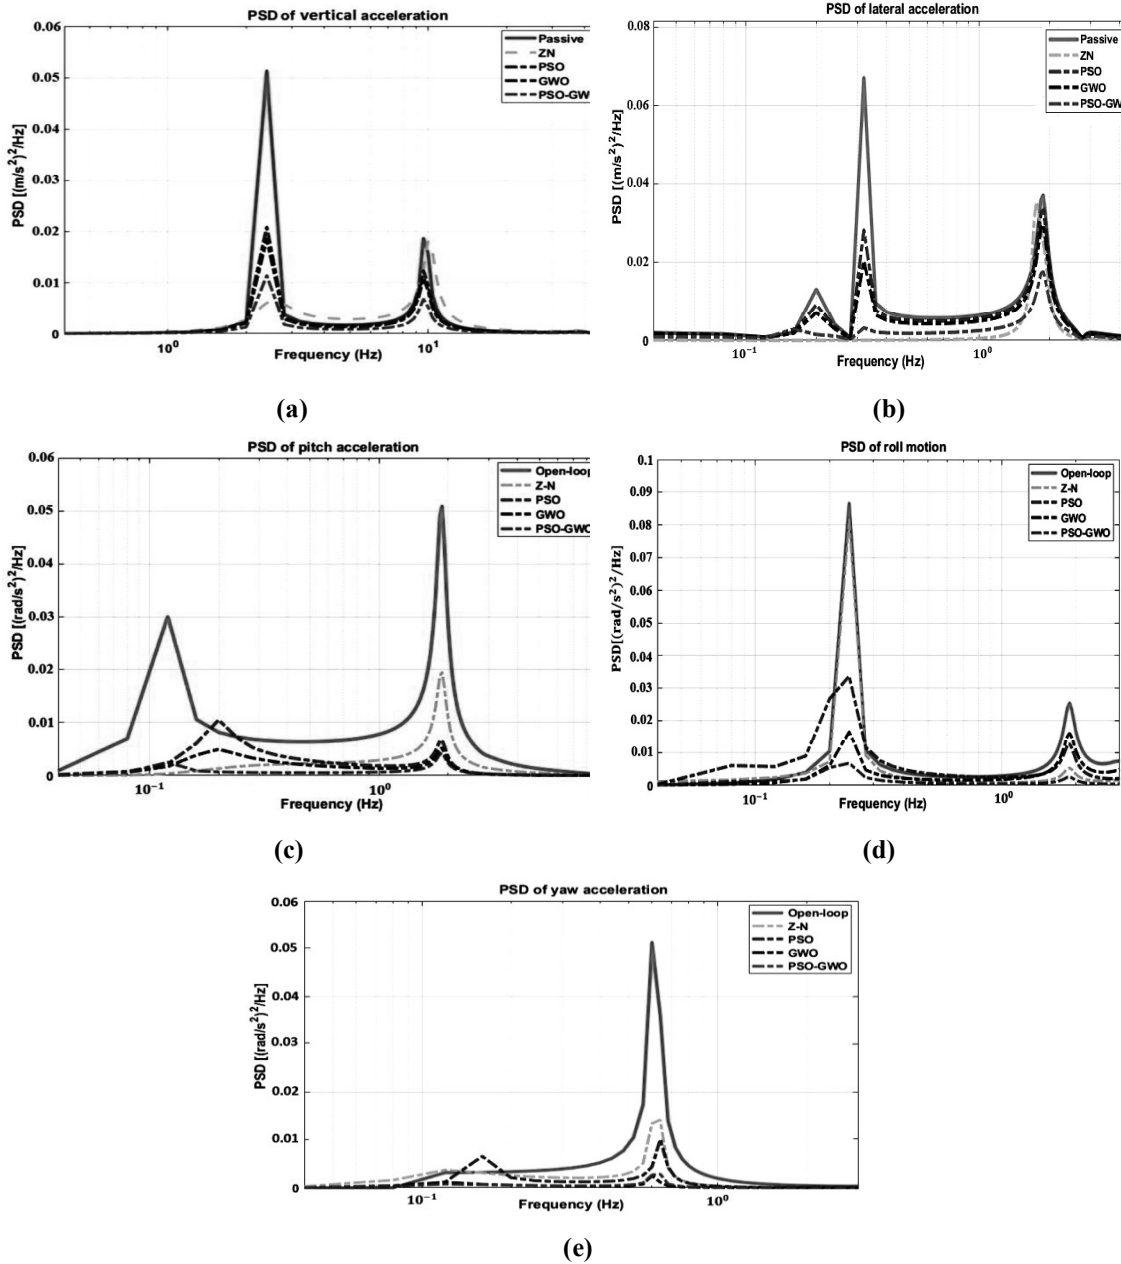 PSD of vertical acceleration
0.06
0.05
0.04
0.03
0.02
0.01
0
PSD [(m/s²)²/Hz]
10⁰
10¹
Frequency (Hz)
Passive
ZN
PSO
GWO
PSO-GW
(a)
PSD of lateral acceleration
0.08
0.06
0.04
0.02
0
PSD [(m/s²)²/Hz]
10⁻¹
10⁰
Frequency (Hz)
Passive
ZN
PSO
GWO
PSO-GW
(b)
PSD of pitch acceleration
0.06
0.05
0.04
0.03
0.02
0.01
0
PSD [(rad/s²)²/Hz]
10⁻¹
10⁰
Frequency (Hz)
Open-loop
Z-N
PSO
GWO
PSO-GWO
(c)
PSD of roll motion
0.1
0.09
0.08
0.07
0.06
0.05
0.04
0.03
0.02
0.01
0
PSD[(rad/s²)²/Hz]
10⁻¹
10⁰
Frequency (Hz)
Open-loop
Z-N
PSO
GWO
PSO-GWO
(d)
PSD of yaw acceleration
0.06
0.05
0.04
0.03
0.02
0.01
0
PSD [(rad/s²)²/Hz]
10⁻¹
10⁰
Frequency (Hz)
Open-loop
Z-N
PSO
GWO
PSO-GWO
(e)